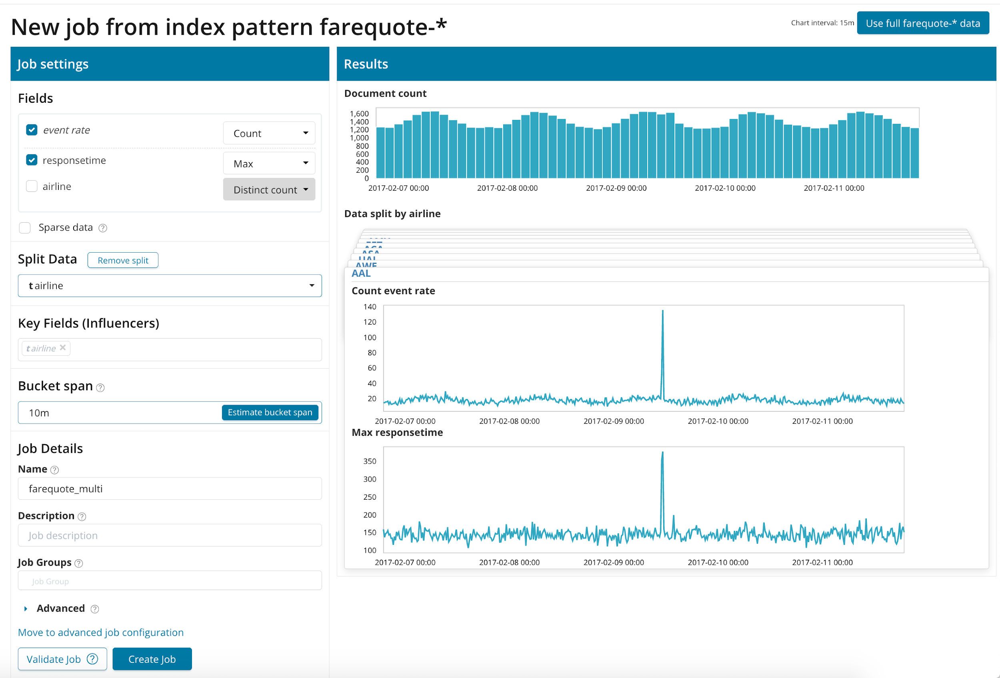 New job from index pattern farequote-*
Chart interval: 15m
Use full farequote-* data
Job settings
Fields
event rate
Count
responsetime
Max
airline
Distinct count
Sparse data
Split Data
Remove split
t airline
Key Fields (Influencers)
t airline
Bucket span
10m
Estimate bucket span
Job Details
Name
farequote_multi
Description
Job description
Job Groups
Job Group
Advanced
Move to advanced job configuration
Validate Job
Create Job
Results
Document count
1,600
1,400
1,200
1,000
800
600
400
200
0
2017-02-07 00:00 2017-02-08 00:00 2017-02-09 00:00 2017-02-10 00:00 2017-02-11 00:00
Data split by airline
ACA
ASA
UAL
AWE
AAL
Count event rate
140
120
100
80
60
40
20
2017-02-07 00:00 2017-02-08 00:00 2017-02-09 00:00 2017-02-10 00:00 2017-02-11 00:00
Max responsetime
350
300
250
200
150
100
2017-02-07 00:00 2017-02-08 00:00 2017-02-09 00:00 2017-02-10 00:00 2017-02-11 00:00